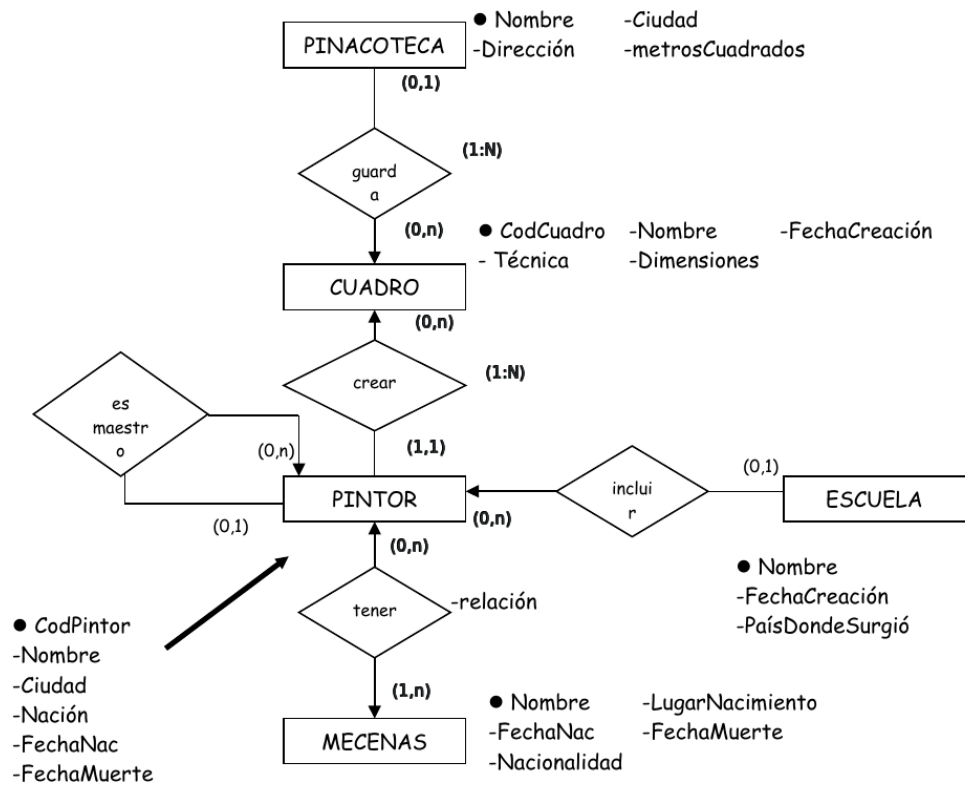 ● Nombre -Ciudad
PINACOTECA
-Dirección -metrosCuadrados
(0,1)
(1:N)
guard
a
(0,n)
● CodCuadro -Nombre -FechaCreación
- Técnica -Dimensiones
CUADRO
(0,n)
crear
(1:N)
es
maestr
o
(0,n)
(1,1)
(0,1)
PINTOR
inclui
r
ESCUELA
(0,n)
(0,1)
(0,n)
● Nombre
-FechaCreación
-PaísDondeSurgió
tener
-relación
● CodPintor
-Nombre
-Ciudad
-Nación
-FechaNac
-FechaMuerte
(1,n)
MECENAS
● Nombre -LugarNacimiento
-FechaNac -FechaMuerte
-Nacionalidad